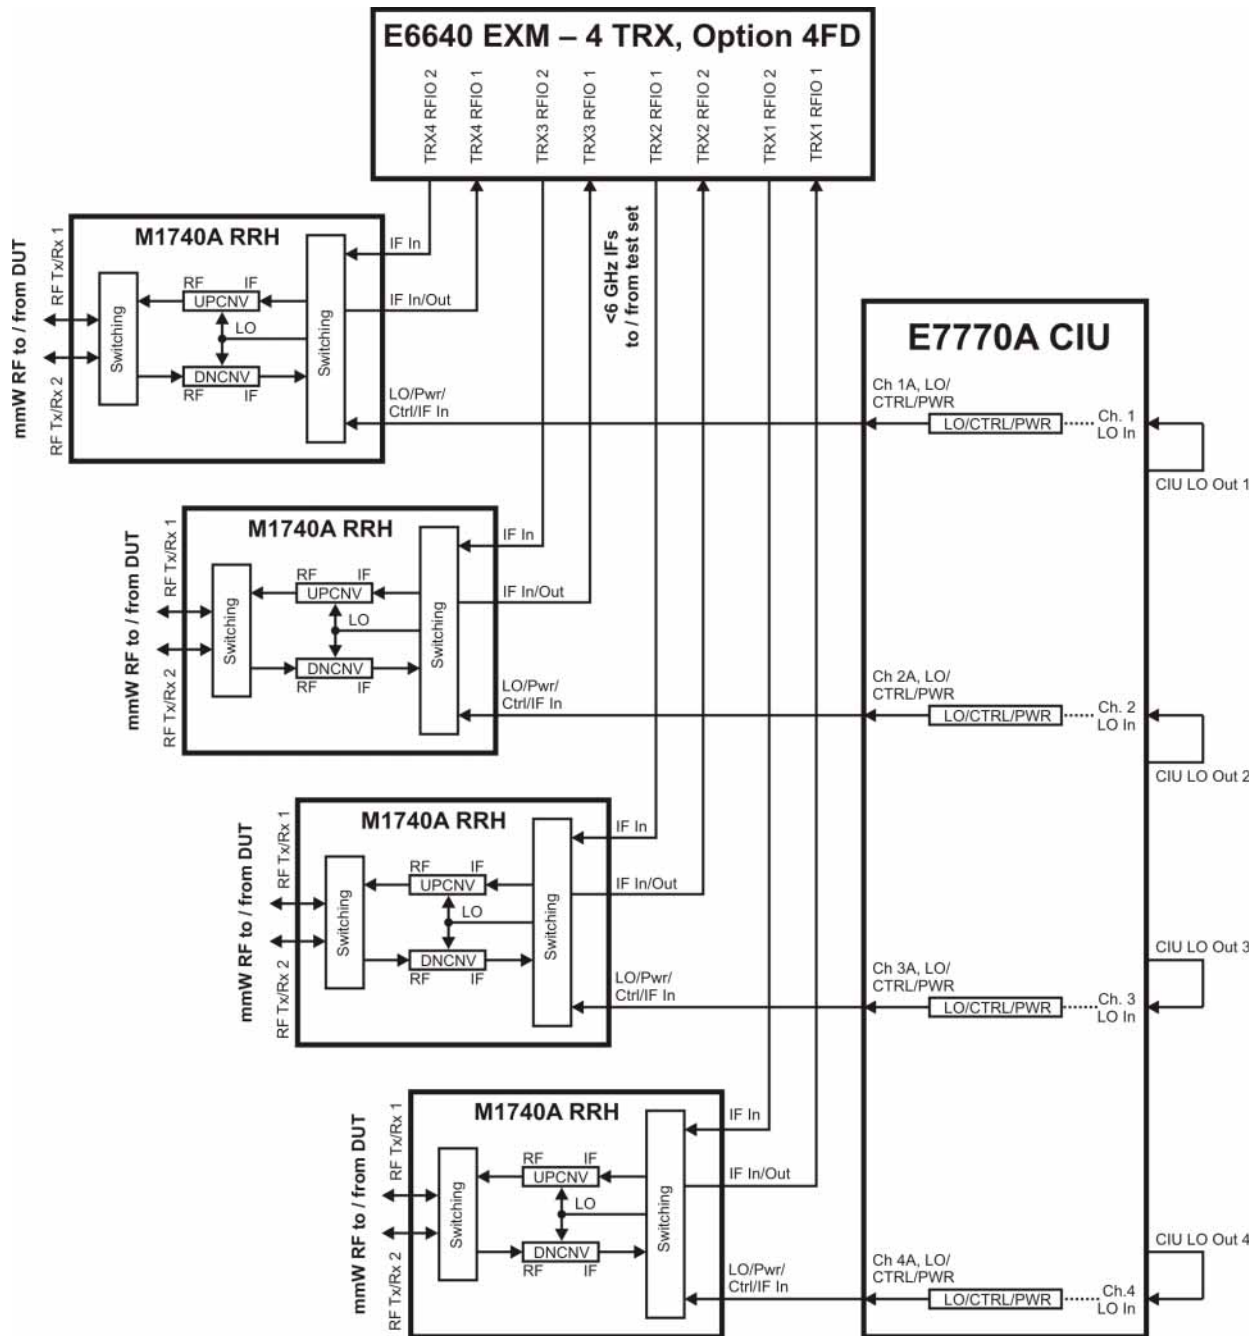 E6640 EXM – 4 TRX, Option 4FD
TRX4 RFIO 2
TRX4 RFIO 1
TRX3 RFIO 2
TRX3 RFIO 1
TRX2 RFIO 1
TRX2 RFIO 2
TRX1 RFIO 2
TRX1 RFIO 1
<6 GHz IFs
to / from test set
M1740A RRH
mmW RF to / from DUT
RF Tx/Rx 1
RF Tx/Rx 2
Switching
RF
IF
UPCNV
LO
DNCNV
RF
IF
Switching
IF In
IF In/Out
LO/Pwr/
Ctrl/IF In
M1740A RRH
mmW RF to / from DUT
RF Tx/Rx 1
RF Tx/Rx 2
Switching
RF
IF
UPCNV
LO
DNCNV
RF
IF
Switching
IF In
IF In/Out
LO/Pwr/
Ctrl/IF In
M1740A RRH
mmW RF to / from DUT
RF Tx/Rx 1
RF Tx/Rx 2
Switching
RF
IF
UPCNV
LO
DNCNV
RF
IF
Switching
IF In
IF In/Out
LO/Pwr/
Ctrl/IF In
M1740A RRH
mmW RF to / from DUT
RF Tx/Rx 1
RF Tx/Rx 2
Switching
RF
IF
UPCNV
LO
DNCNV
RF
IF
Switching
IF In
IF In/Out
LO/Pwr/
Ctrl/IF In
E7770A CIU
Ch 1A, LO/
CTRL/PWR
LO/CTRL/PWR
Ch. 1
LO In
CIU LO Out 1
Ch 2A, LO/
CTRL/PWR
LO/CTRL/PWR
Ch. 2
LO In
CIU LO Out 2
CIU LO Out 3
Ch 3A, LO/
CTRL/PWR
LO/CTRL/PWR
Ch. 3
LO In
CIU LO Out 4
Ch 4A, LO/
CTRL/PWR
LO/CTRL/PWR
Ch.4
LO In